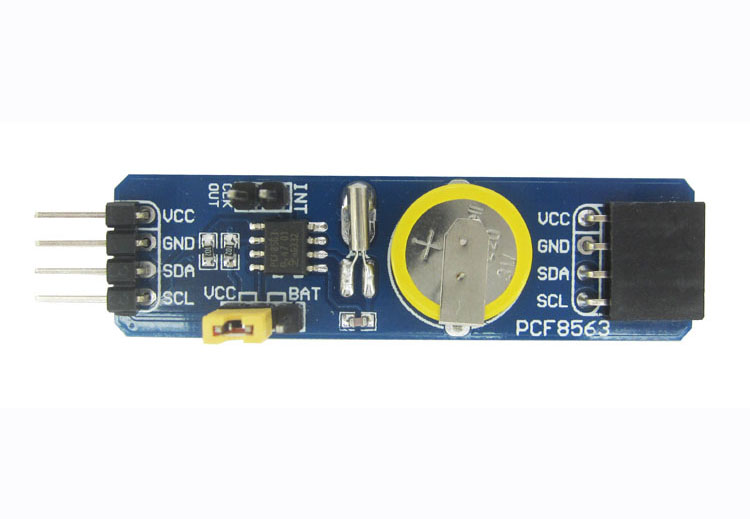 VCC
GND
SDA
SCL
CLK
OUT
INT
VCC
BAT
VCC
GND
SDA
SCL
PCF8563